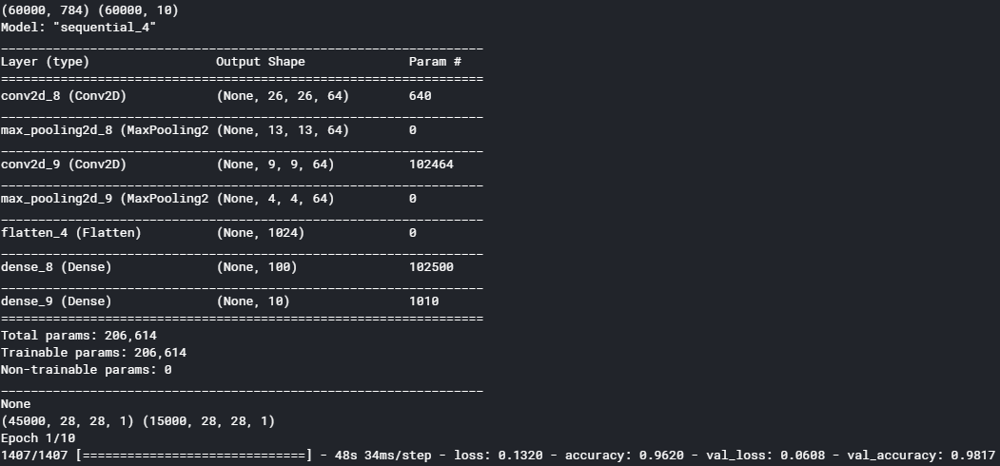 (60000, 784) (60000, 10)
Model: "sequential_4"
_________________________________________________________________
Layer (type)                 Output Shape              Param #
=================================================================
conv2d_8 (Conv2D)            (None, 26, 26, 64)        640
_________________________________________________________________
max_pooling2d_8 (MaxPooling2 (None, 13, 13, 64)        0
_________________________________________________________________
conv2d_9 (Conv2D)            (None, 9, 9, 64)          102464
_________________________________________________________________
max_pooling2d_9 (MaxPooling2 (None, 4, 4, 64)          0
_________________________________________________________________
flatten_4 (Flatten)          (None, 1024)              0
_________________________________________________________________
dense_8 (Dense)              (None, 100)               102500
_________________________________________________________________
dense_9 (Dense)              (None, 10)                1010
=================================================================
Total params: 206,614
Trainable params: 206,614
Non-trainable params: 0
_________________________________________________________________
None
(45000, 28, 28, 1) (15000, 28, 28, 1)
Epoch 1/10
1407/1407 [==============================] - 48s 34ms/step - loss: 0.1320 - accuracy: 0.9620 - val_loss: 0.0608 - val_accuracy: 0.9817